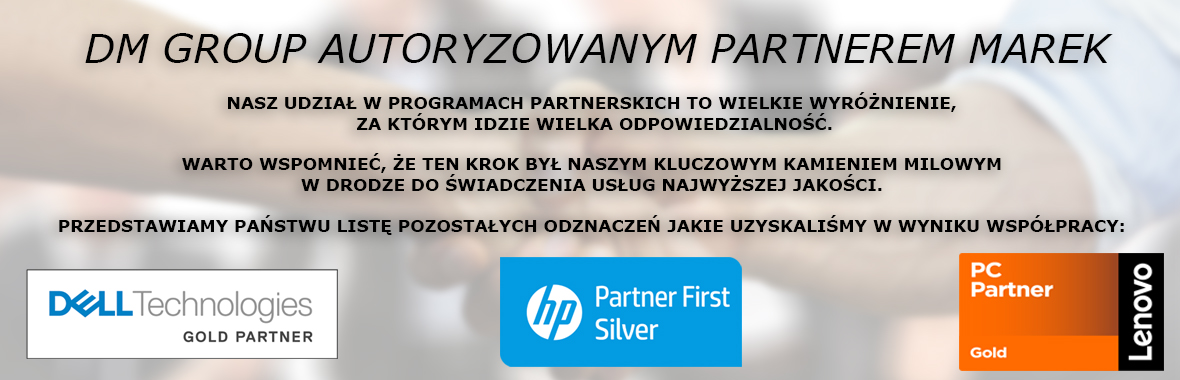 DM GROUP AUTORYZOWANYM PARTNEREM MAREK
NASZ UDZIAŁ W PROGRAMACH PARTNERSKICH TO WIELKIE WYRÓŻNIENIE,
ZA KTÓRYM IDZIE WIELKA ODPOWIEDZIALNOŚĆ.
WARTO WSPOMNIEĆ, ŻE TEN KROK BYŁ NASZYM KLUCZOWYM KAMIENIEM MILOWYM
W DRODZE DO ŚWIADCZENIA USŁUG NAJWYŻSZEJ JAKOŚCI.
PRZEDSTAWIAMY PAŃSTWU LISTĘ POZOSTAŁYCH ODZNACZEŃ JAKIE UZYSKALIŚMY W WYNIKU WSPÓŁPRACY:
DELL Technologies
GOLD PARTNER
hp
Partner First
Silver
PC
Partner
Gold
Lenovo